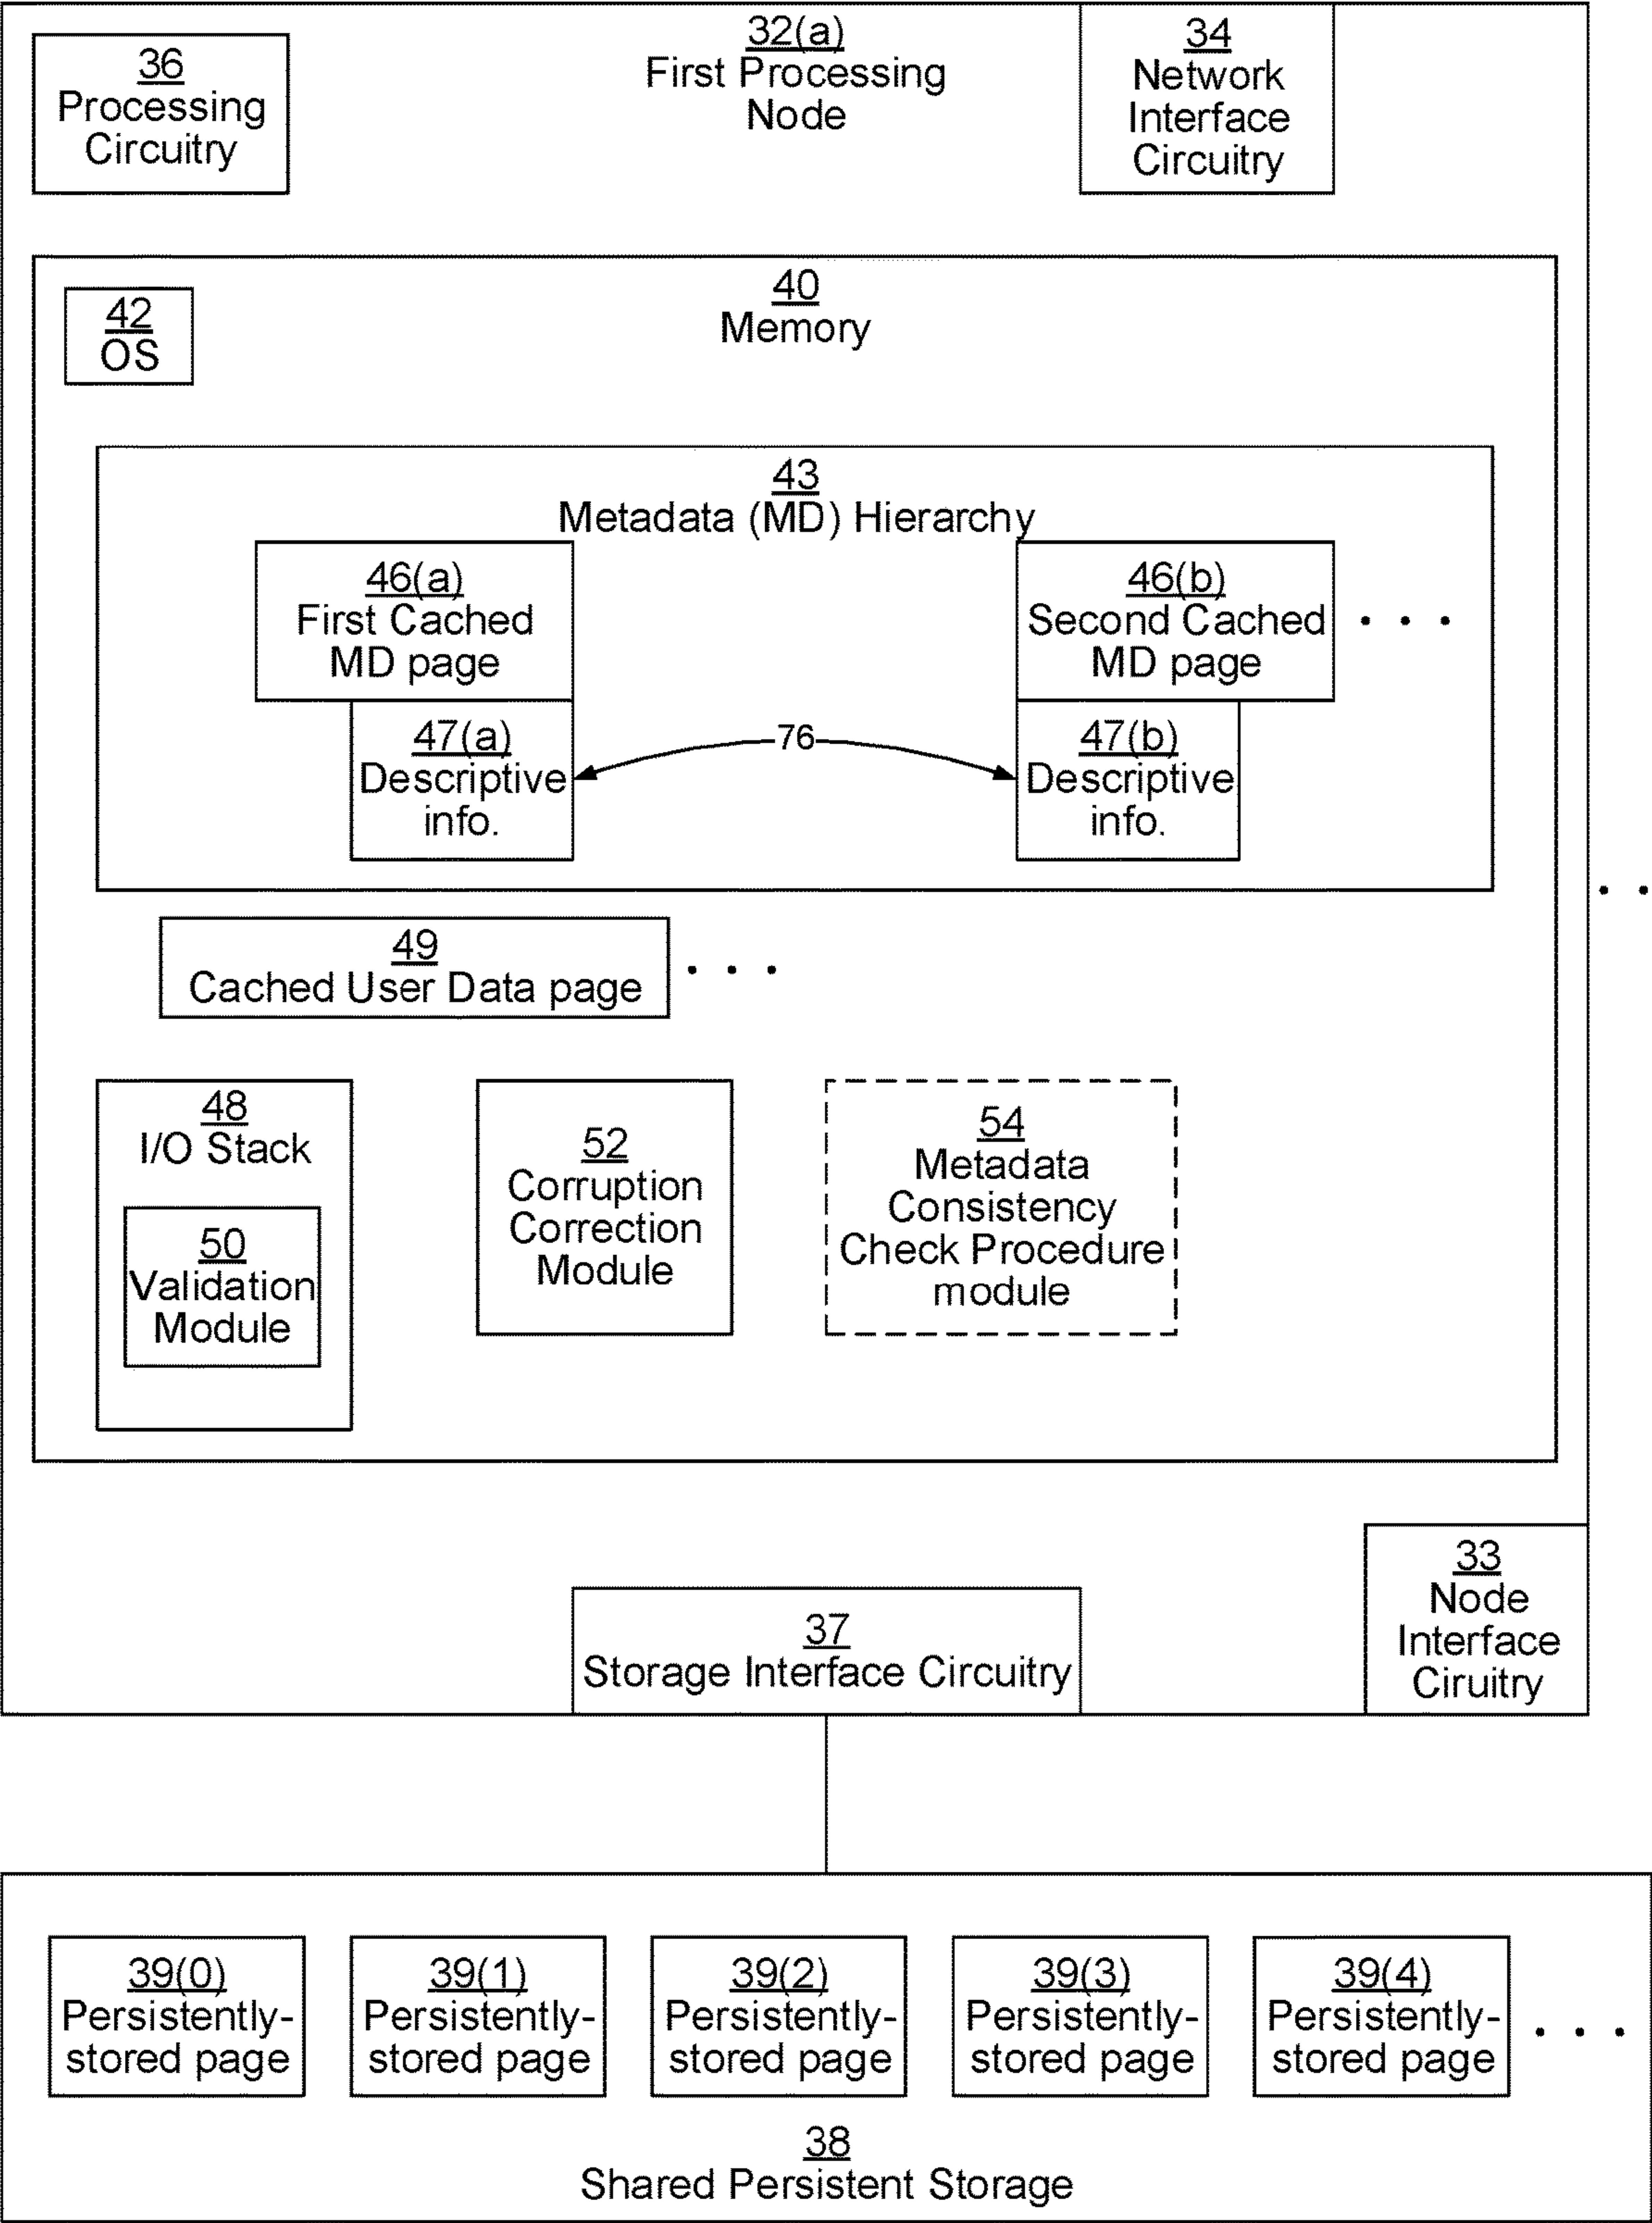 36
Processing
Circuitry
32(a)
First Processing
Node
34
Network
Interface
Circuitry
40
Memory
42
OS
43
Metadata (MD) Hierarchy
46(a)
First Cached
MD page
46(b)
Second Cached
MD page
. . .
47(a)
Descriptive
info.
76
47(b)
Descriptive
info.
. .
49
Cached User Data page
. . .
48
I/O Stack
50
Validation
Module
52
Corruption
Correction
Module
54
Metadata
Consistency
Check Procedure
module
33
Node
Interface
Ciruitry
37
Storage Interface Circuitry
39(0)
Persistently-
stored page
39(1)
Persistently-
stored page
39(2)
Persistently-
stored page
39(3)
Persistently-
stored page
39(4)
Persistently-
stored page
. . .
38
Shared Persistent Storage